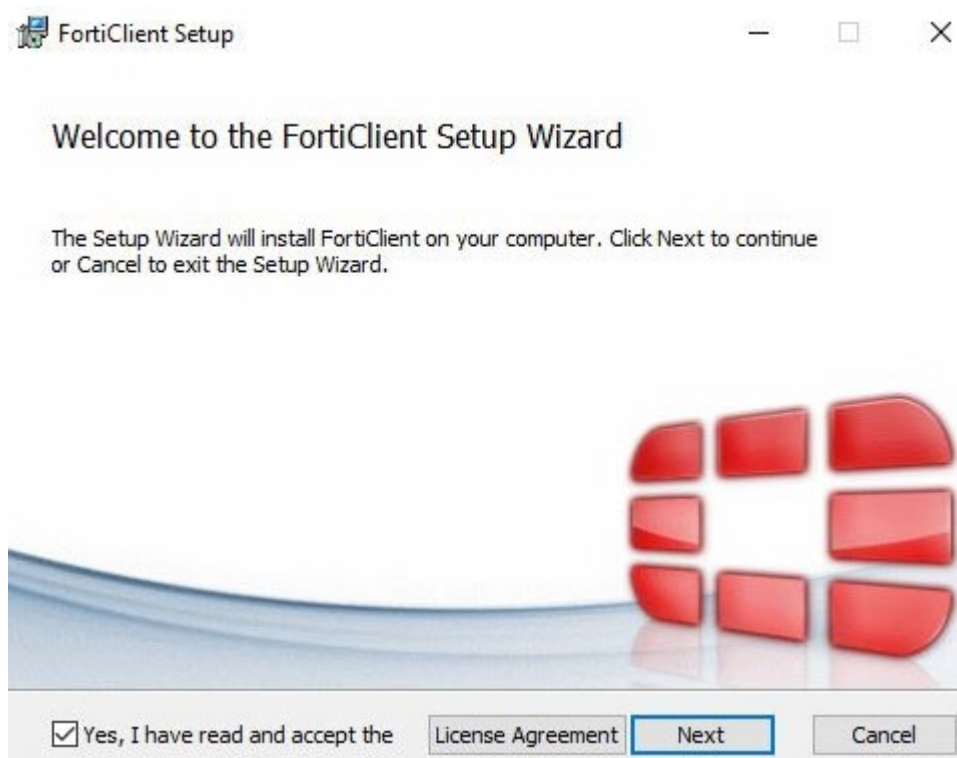 FortiClient Setup
Welcome to the FortiClient Setup Wizard
The Setup Wizard will install FortiClient on your computer. Click Next to continue
or Cancel to exit the Setup Wizard.
Yes, I have read and accept the License Agreement Next Cancel